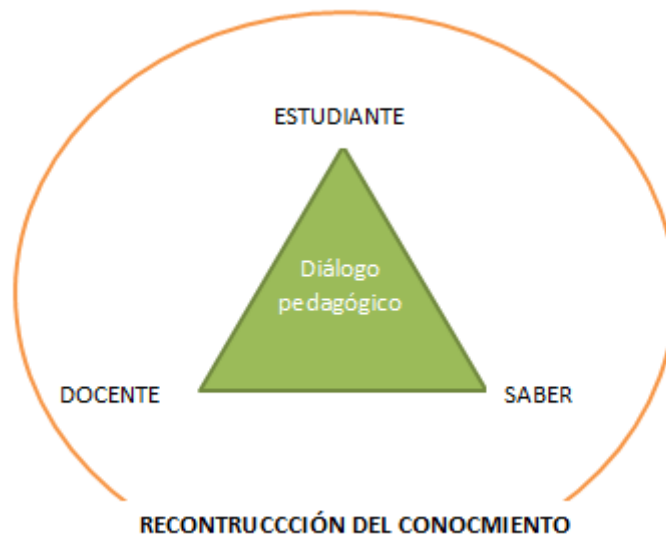 ESTUDIANTE
Diálogo
pedagógico
DOCENTE
SABER
RECONTRUCCCIÓN DEL CONOCMIENTO